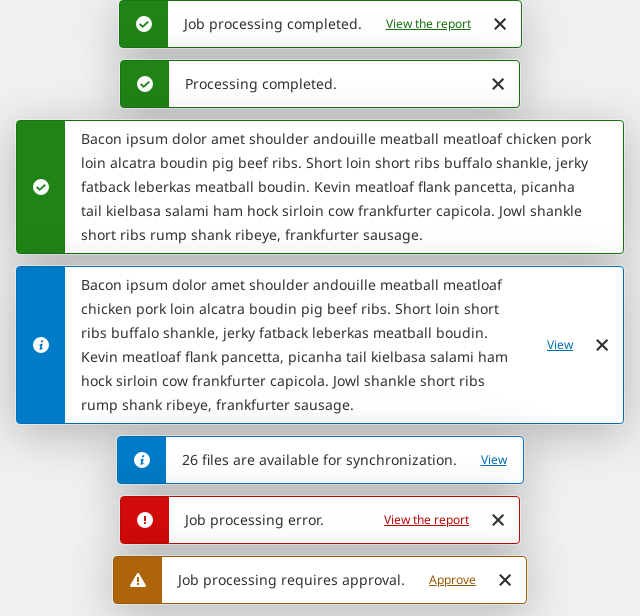 Job processing completed. View the report
Processing completed.
Bacon ipsum dolor amet shoulder andouille meatball meatloaf chicken pork
loin alcatra boudin pig beef ribs. Short loin short ribs buffalo shankle, jerky
fatback leberkas meatball boudin. Kevin meatloaf flank pancetta, picanha
tail kielbasa salami ham hock sirloin cow frankfurter capicola. Jowl shankle
short ribs rump shank ribeye, frankfurter sausage.
Bacon ipsum dolor amet shoulder andouille meatball meatloaf
chicken pork loin alcatra boudin pig beef ribs. Short loin short
ribs buffalo shankle, jerky fatback leberkas meatball boudin.
Kevin meatloaf flank pancetta, picanha tail kielbasa salami ham
hock sirloin cow frankfurter capicola. Jowl shankle short ribs
rump shank ribeye, frankfurter sausage.
View
26 files are available for synchronization. View
Job processing error. View the report
Job processing requires approval. Approve